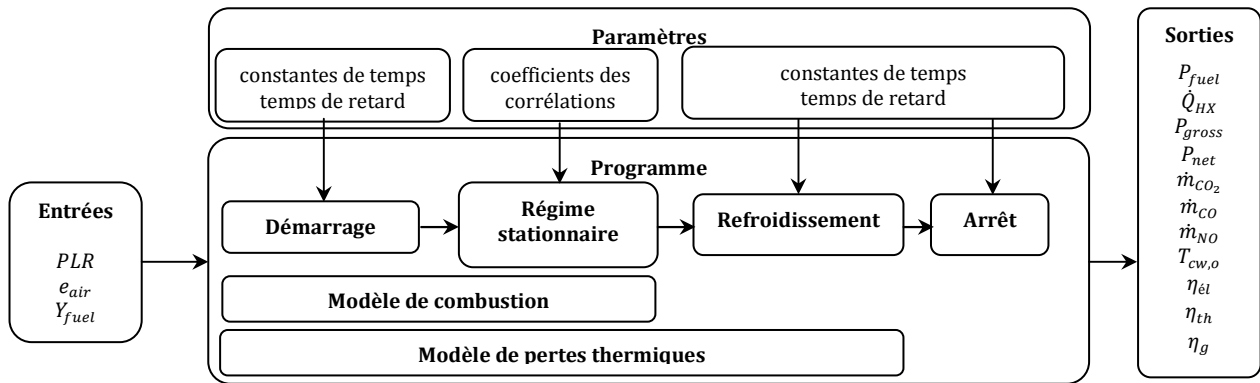 Paramètres
constantes de temps
temps de retard
coefficients des
corrélations
constantes de temps
temps de retard
Programme
Démarrage
Régime
stationnaire
Refroidissement
Arrêt
Modèle de combustion
Modèle de pertes thermiques
Entrées
PLR
e_air
Y_fuel
Sorties
P_fuel
Q̇_HX
P_gross
P_net
ṁ_CO₂
ṁ_CO
ṁ_NO
T_cw,o
η_él
η_th
η_g